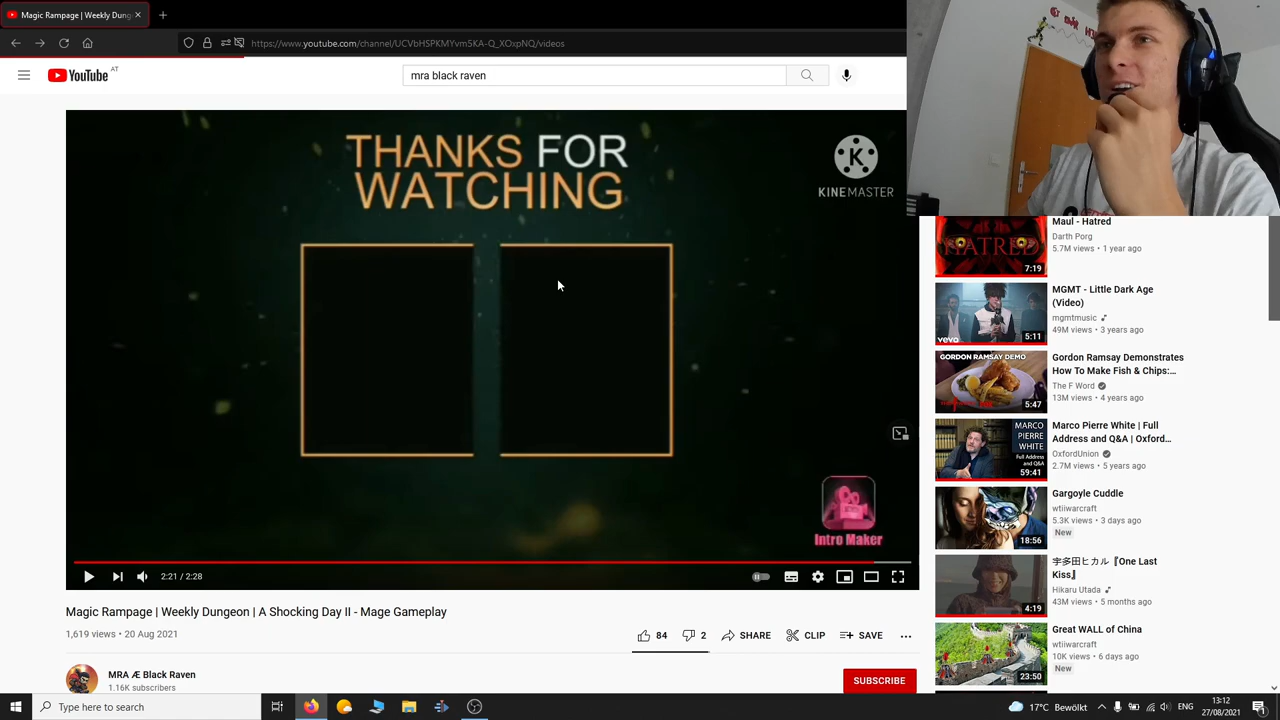 Magic Rampage | Weekly Dung
https://www.youtube.com/channel/UCVbHSPKMYvm5KA-Q_XOxpNQ/videos
YouTube AT
mra black raven
THANKS FOR
WATCHING
K
KINEMASTER
Intro Maker
2:21 / 2:28
Magic Rampage | Weekly Dungeon | A Shocking Day II - Mage Gameplay
1,619 views • 20 Aug 2021
84
2
SHARE
CLIP
SAVE
MRA Æ Black Raven
1.16K subscribers
SUBSCRIBE
HATRED
7:19
Maul - Hatred
Darth Porg
5.7M views • 1 year ago
vevo
5:11
MGMT - Little Dark Age
(Video)
mgmtmusic
49M views • 3 years ago
GORDON RAMSAY DEMO
5:47
Gordon Ramsay Demonstrates
How To Make Fish & Chips:…
The F Word
13M views • 4 years ago
MARCO
PIERRE
WHITE
Full Address
and Q&A
59:41
Marco Pierre White | Full
Address and Q&A | Oxford…
OxfordUnion
2.7M views • 5 years ago
18:56
Gargoyle Cuddle
wtiiwarcraft
5.3K views • 3 days ago
New
4:19
宇多田ヒカル『One Last
Kiss』
Hikaru Utada
43M views • 5 months ago
23:50
Great WALL of China
wtiiwarcraft
10K views • 6 days ago
New
Type here to search
17°C Bewölkt
ENG
13:12
27/08/2021